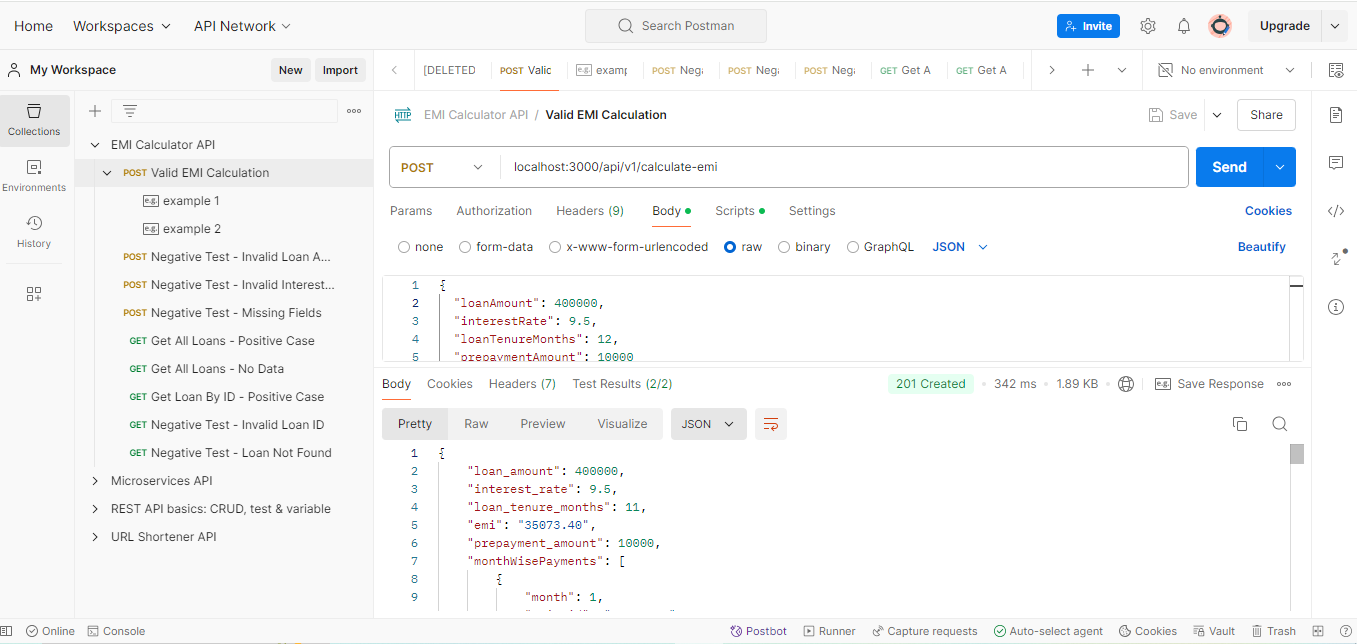 Home Workspaces API Network Search Postman Invite Upgrade
My Workspace New Import [DELETED POST Valic e.g. examp POST Neg POST Neg POST Neg GET Get A GET Get A No environment
Collections
Environments
History
EMI Calculator API
POST Valid EMI Calculation
e.g. example 1
e.g. example 2
POST Negative Test - Invalid Loan A...
POST Negative Test - Invalid Interest...
POST Negative Test - Missing Fields
GET Get All Loans - Positive Case
GET Get All Loans - No Data
GET Get Loan By ID - Positive Case
GET Negative Test - Invalid Loan ID
GET Negative Test - Loan Not Found
Microservices API
REST API basics: CRUD, test & variable
URL Shortener API
HTTP EMI Calculator API / Valid EMI Calculation Save Share
POST localhost:3000/api/v1/calculate-emi Send
Params Authorization Headers (9) Body Scripts Settings Cookies
none form-data x-www-form-urlencoded raw binary GraphQL JSON Beautify
1 {
2 "loanAmount": 400000,
3 "interestRate": 9.5,
4 "loanTenureMonths": 12,
5 "prepaymentAmount": 10000
Body Cookies Headers (7) Test Results (2/2) 201 Created 342 ms 1.89 KB e.g. Save Response
Pretty Raw Preview Visualize JSON
1 {
2 "loan_amount": 400000,
3 "interest_rate": 9.5,
4 "loan_tenure_months": 11,
5 "emi": "35073.40",
6 "prepayment_amount": 10000,
7 "monthWisePayments": [
8 {
9 "month": 1,
Online Console Postbot Runner Capture requests Auto-select agent Cookies Vault Trash